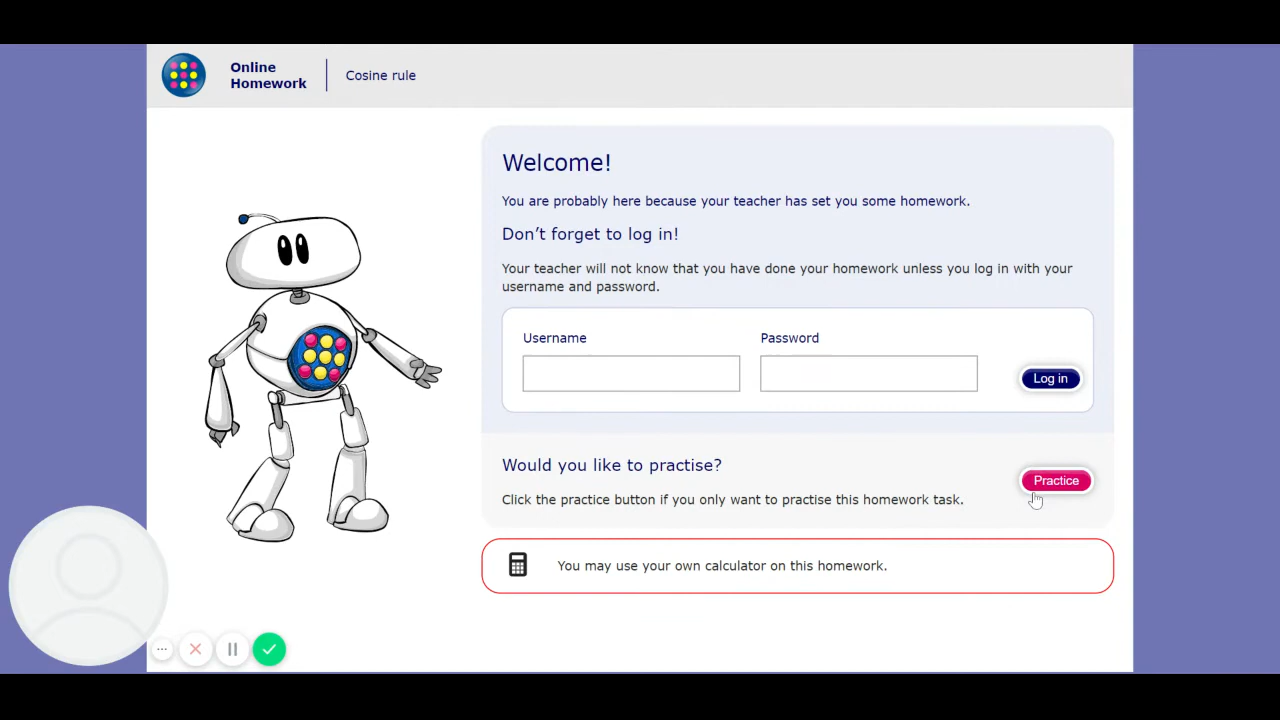 Online
Homework
Cosine rule
Welcome!
You are probably here because your teacher has set you some homework.
Don’t forget to log in!
Your teacher will not know that you have done your homework unless you log in with your
username and password.
Username
Password
Log in
Would you like to practise?
Practice
Click the practice button if you only want to practise this homework task.
You may use your own calculator on this homework.